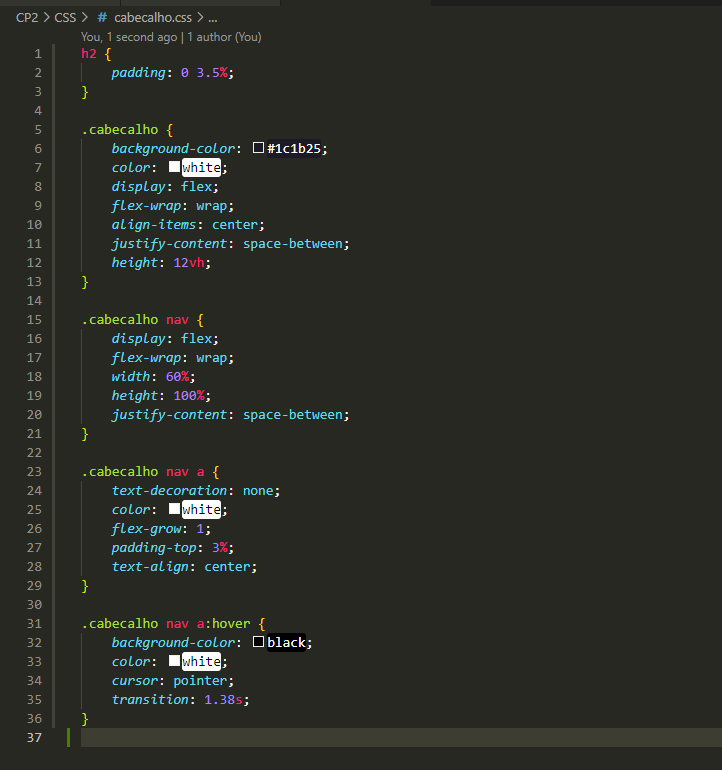 CP2 > CSS > # cabecalho.css > ...
You, 1 second ago | 1 author (You)
1 h2 {
2     padding: 0 3.5%;
3 }
4
5 .cabecalho {
6     background-color: #1c1b25;
7     color: white;
8     display: flex;
9     flex-wrap: wrap;
10     align-items: center;
11     justify-content: space-between;
12     height: 12vh;
13 }
14
15 .cabecalho nav {
16     display: flex;
17     flex-wrap: wrap;
18     width: 60%;
19     height: 100%;
20     justify-content: space-between;
21 }
22
23 .cabecalho nav a {
24     text-decoration: none;
25     color: white;
26     flex-grow: 1;
27     padding-top: 3%;
28     text-align: center;
29 }
30
31 .cabecalho nav a:hover {
32     background-color: black;
33     color: white;
34     cursor: pointer;
35     transition: 1.38s;
36 }
37